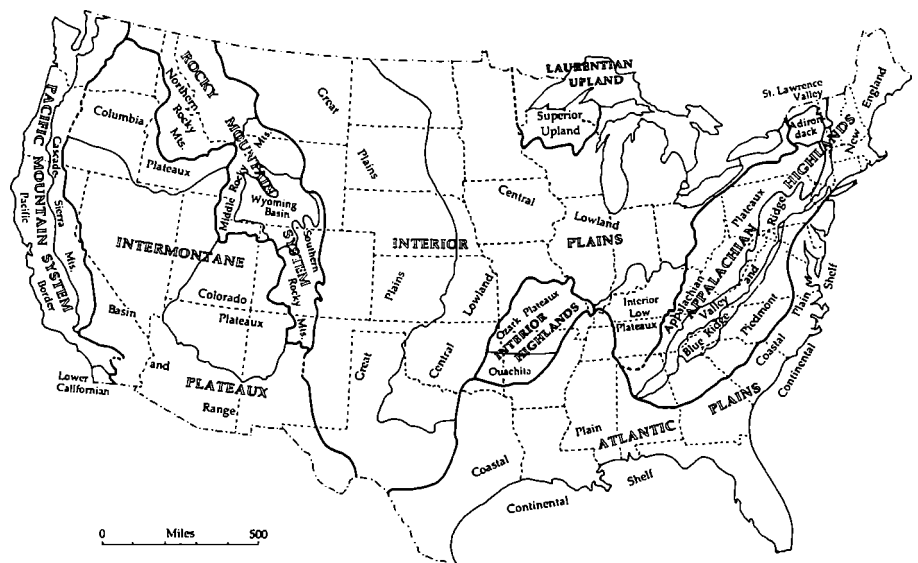 LAURENTIAN
UPLAND
Superior
Upland
St. Lawrence
Valley
Adiron
dack
New England
ROCKY
MOUNTAIN
SYSTEM
Northern
Rocky
Mts.
Columbia
Plateaux
PACIFIC MOUNTAIN SYSTEM
Cascade
Sierra
Mts.
Pacific
Border
Middle Rocky
Mts.
Wyoming
Basin
Southern
Rocky
Mts.
Great
Plains
INTERMONTANE
PLATEAUX
Colorado
Plateaux
Basin
and
Range
Lower
Californian
INTERIOR
PLAINS
Central
Lowland
Plains
Great
Lowland
Central
Ozark Plateaux
INTERIOR
HIGHLANDS
Ouachita
Interior
Low
Plateaux
APPALACHIAN
HIGHLANDS
Appalachian
Plateaux
Valley and Ridge
Blue Ridge
Piedmont
Coastal
Plain
Continental
Shelf
ATLANTIC
PLAINS
Plain
Coastal
Continental
Shelf
0 Miles 500